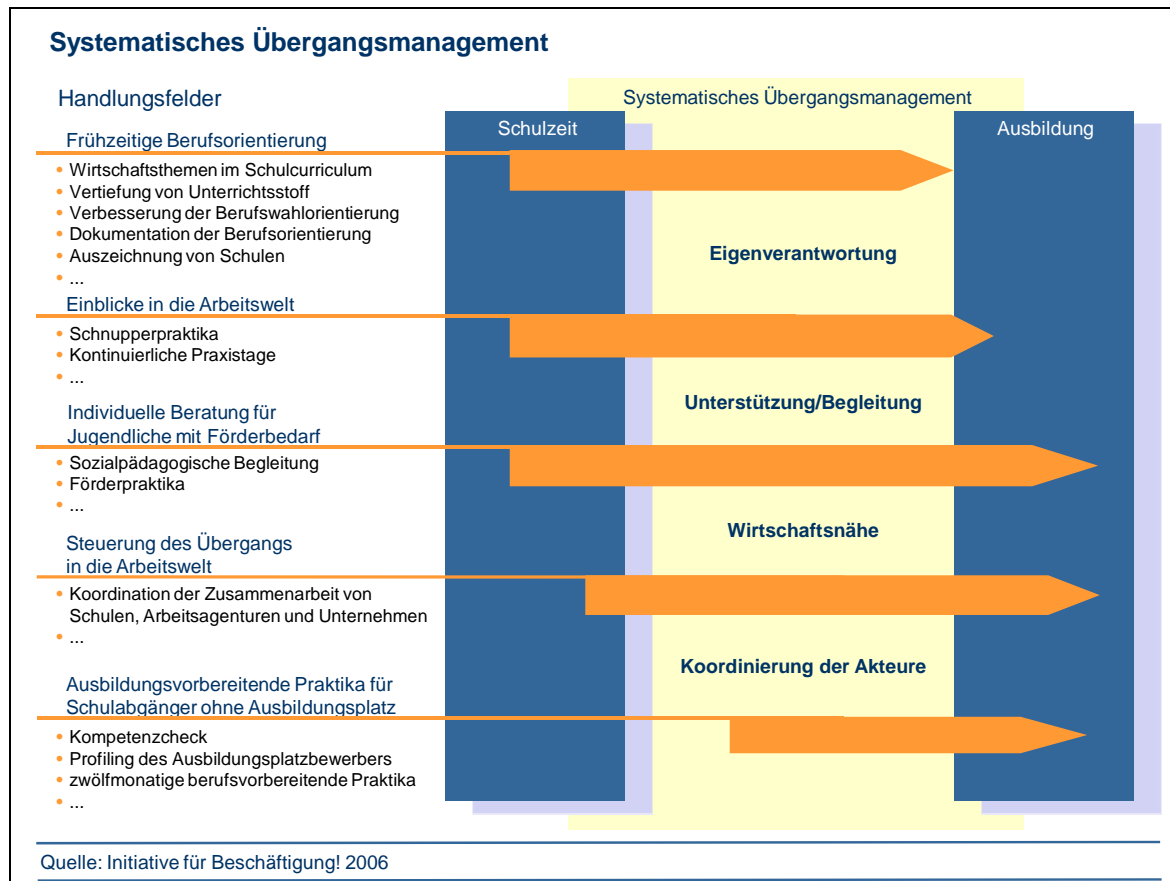 Systematisches Übergangsmanagement
Handlungsfelder
Systematisches Übergangsmanagement
Schulzeit
Ausbildung
Frühzeitige Berufsorientierung
• Wirtschaftsthemen im Schulcurriculum
• Vertiefung von Unterrichtsstoff
• Verbesserung der Berufswahlorientierung
• Dokumentation der Berufsorientierung
• Auszeichnung von Schulen
• ...
Eigenverantwortung
Einblicke in die Arbeitswelt
• Schnupperpraktika
• Kontinuierliche Praxistage
• ...
Unterstützung/Begleitung
Individuelle Beratung für
Jugendliche mit Förderbedarf
• Sozialpädagogische Begleitung
• Förderpraktika
• ...
Wirtschaftsnähe
Steuerung des Übergangs
in die Arbeitswelt
• Koordination der Zusammenarbeit von
Schulen, Arbeitsagenturen und Unternehmen
• ...
Koordinierung der Akteure
Ausbildungsvorbereitende Praktika für
Schulabgänger ohne Ausbildungsplatz
• Kompetenzcheck
• Profiling des Ausbildungsplatzbewerbers
• zwölfmonatige berufsvorbereitende Praktika
• ...
Quelle: Initiative für Beschäftigung! 2006